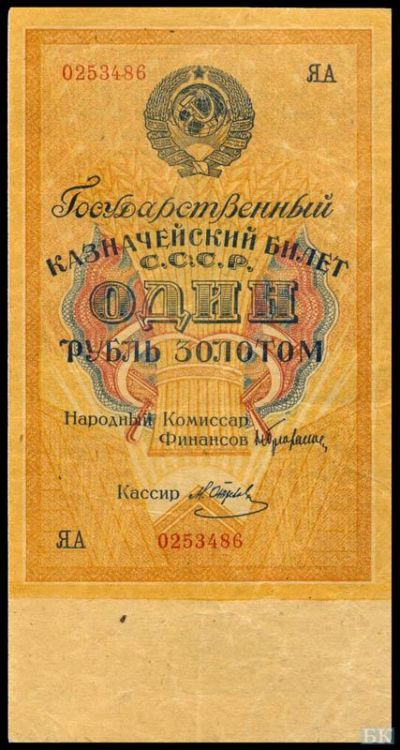 0253486 ЯА
Государственный
КАЗНАЧЕЙСКИЙ БИЛЕТ
С.С.С.Р.
ОДИН
РУБЛЬ ЗОЛОТОМ
Народный Комиссар
Финансов
Кассир
ЯА 0253486
БК